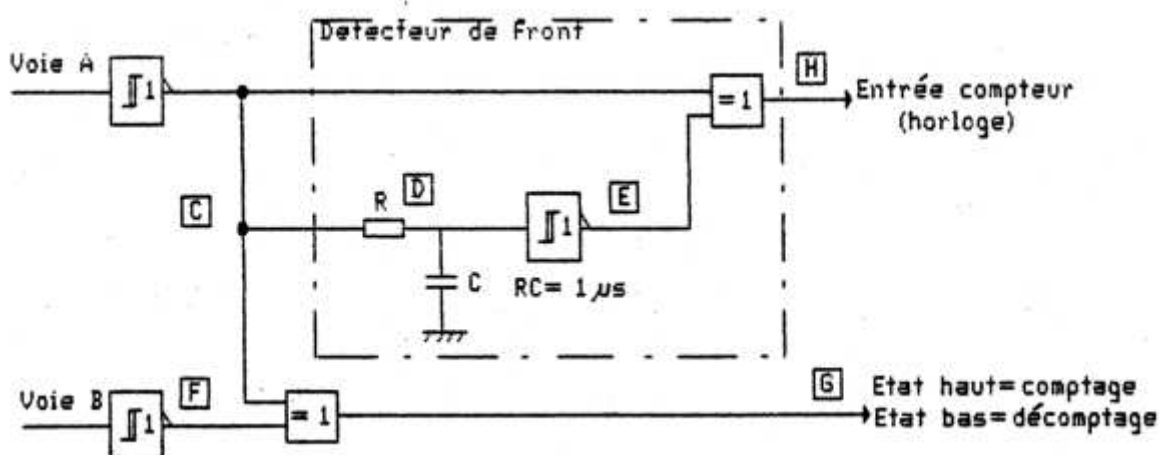 Detecteur de Front
Voie A
1
= 1
H
Entrée compteur
(horloge)
C
R
D
1
E
C
RC= 1 µs
Voie B
1
F
= 1
G
Etat haut= comptage
Etat bas= décomptage